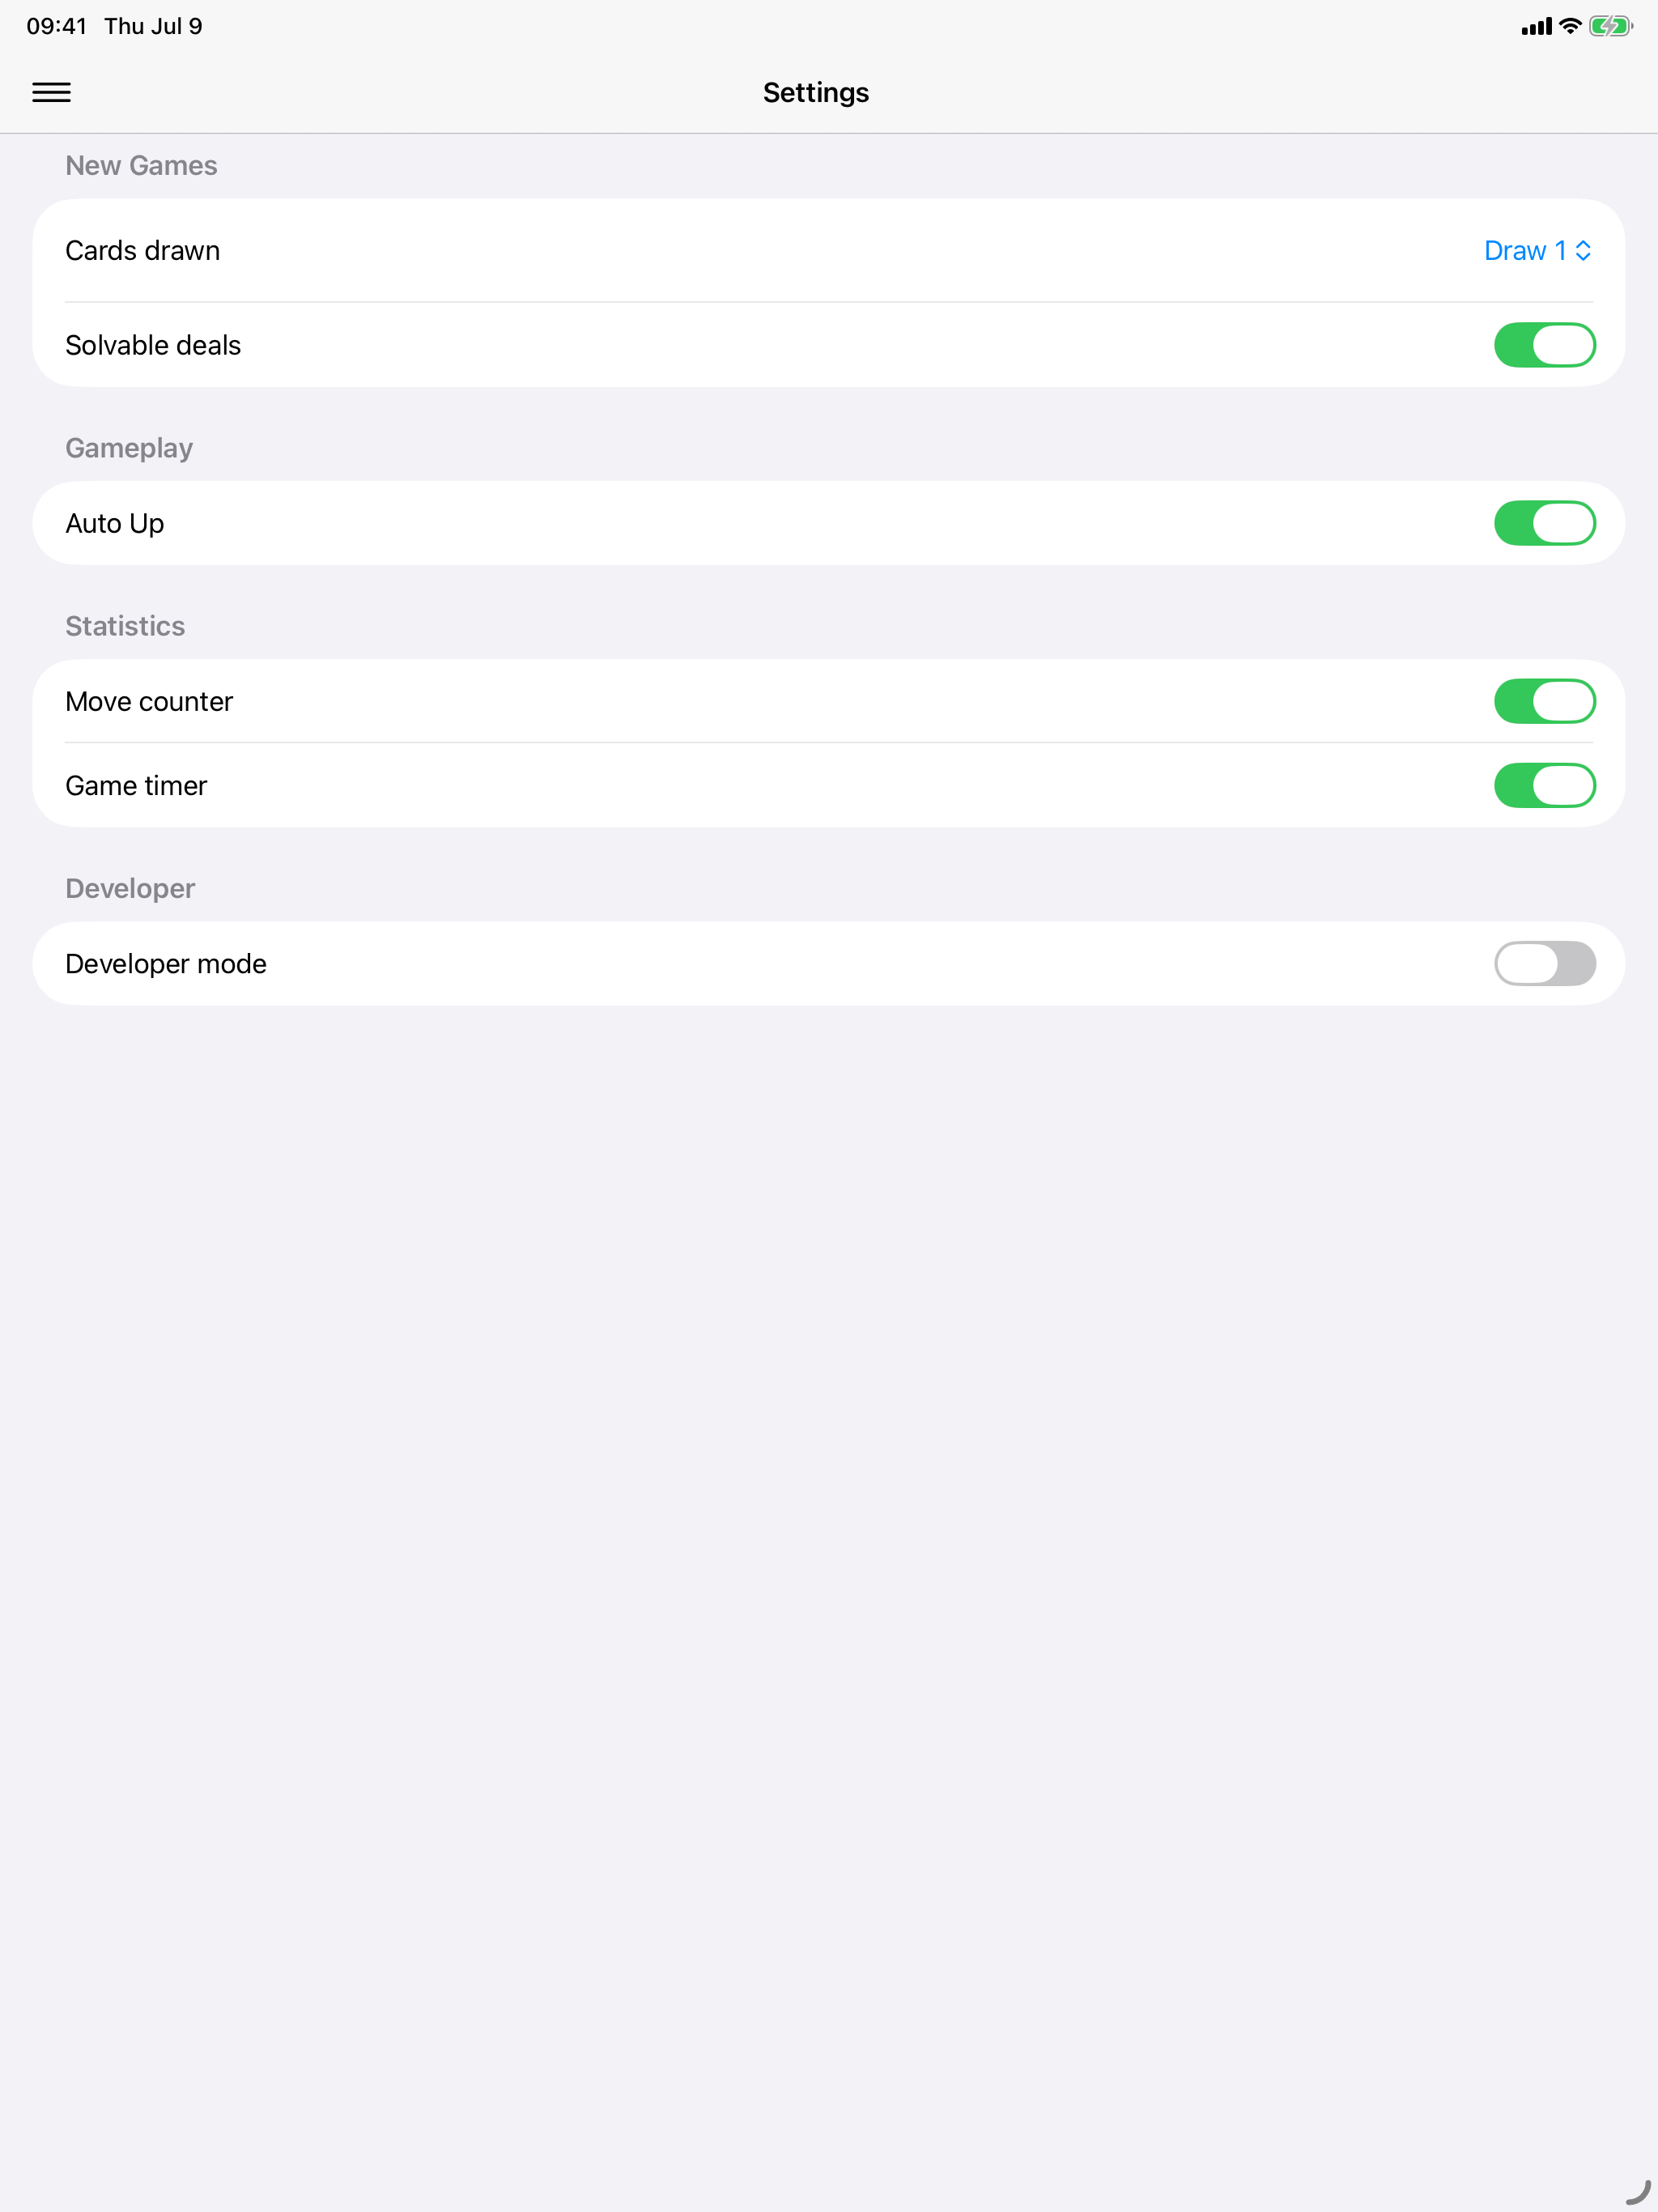 09:41 Thu Jul 9
Settings
New Games
Cards drawn Draw 1
Solvable deals
Gameplay
Auto Up
Statistics
Move counter
Game timer
Developer
Developer mode